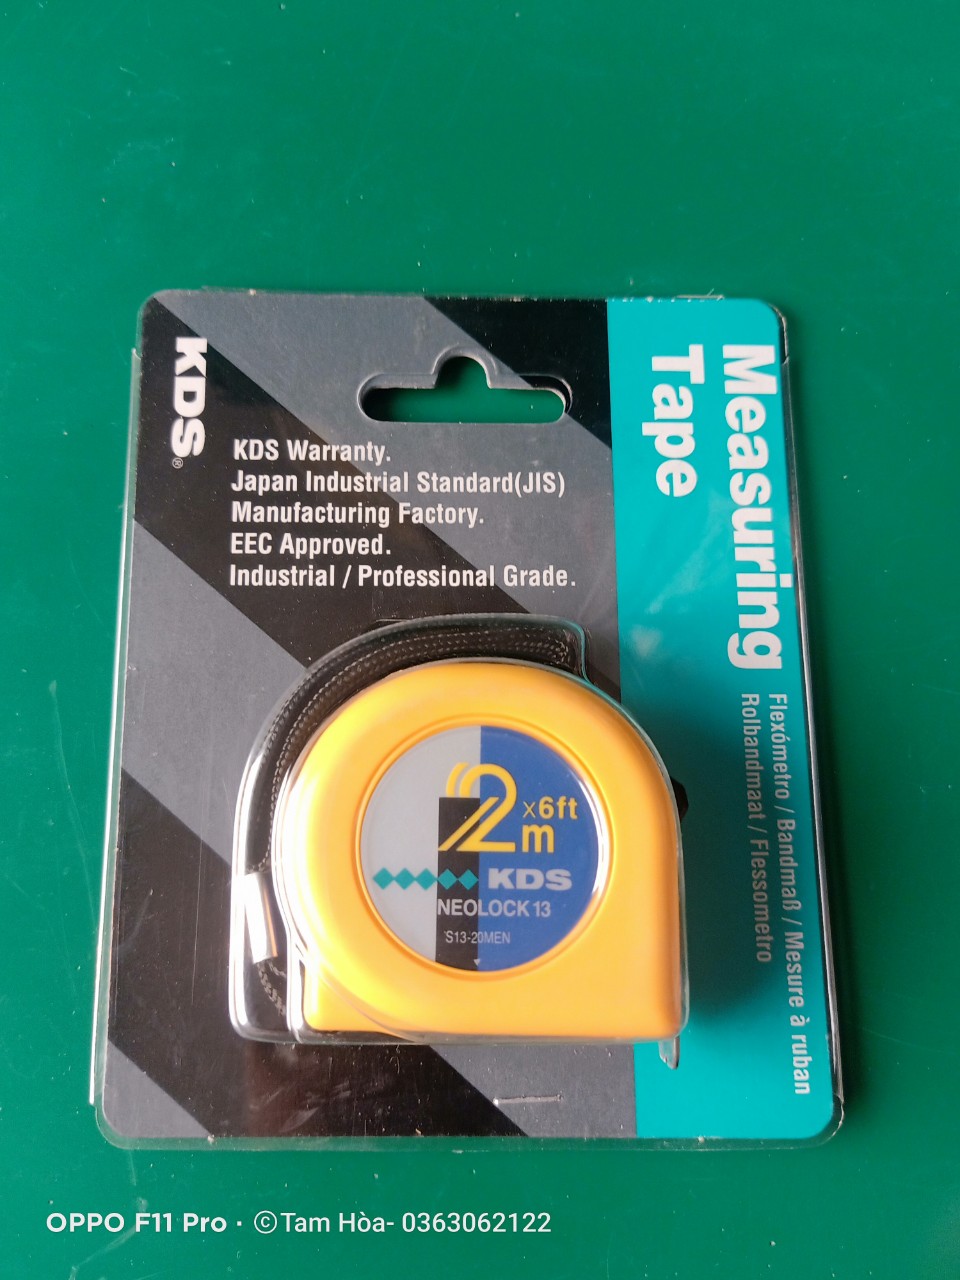 KDS®
KDS Warranty.
Japan Industrial Standard(JIS)
Manufacturing Factory.
EEC Approved.
Industrial / Professional Grade.
Measuring
Tape
Flexómetro / Bandmaß / Mesure à ruban
Rolbandmaat / Flessometro
2m x 6ft
KDS
NEOLOCK 13
S13-20MEN
OPPO F11 Pro · ©Tam Hòa- 0363062122